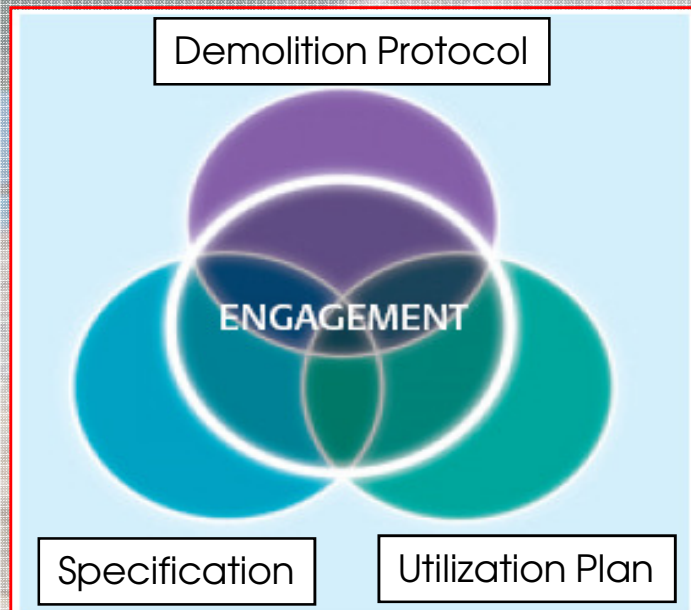 Demolition Protocol
ENGAGEMENT
Specification
Utilization Plan